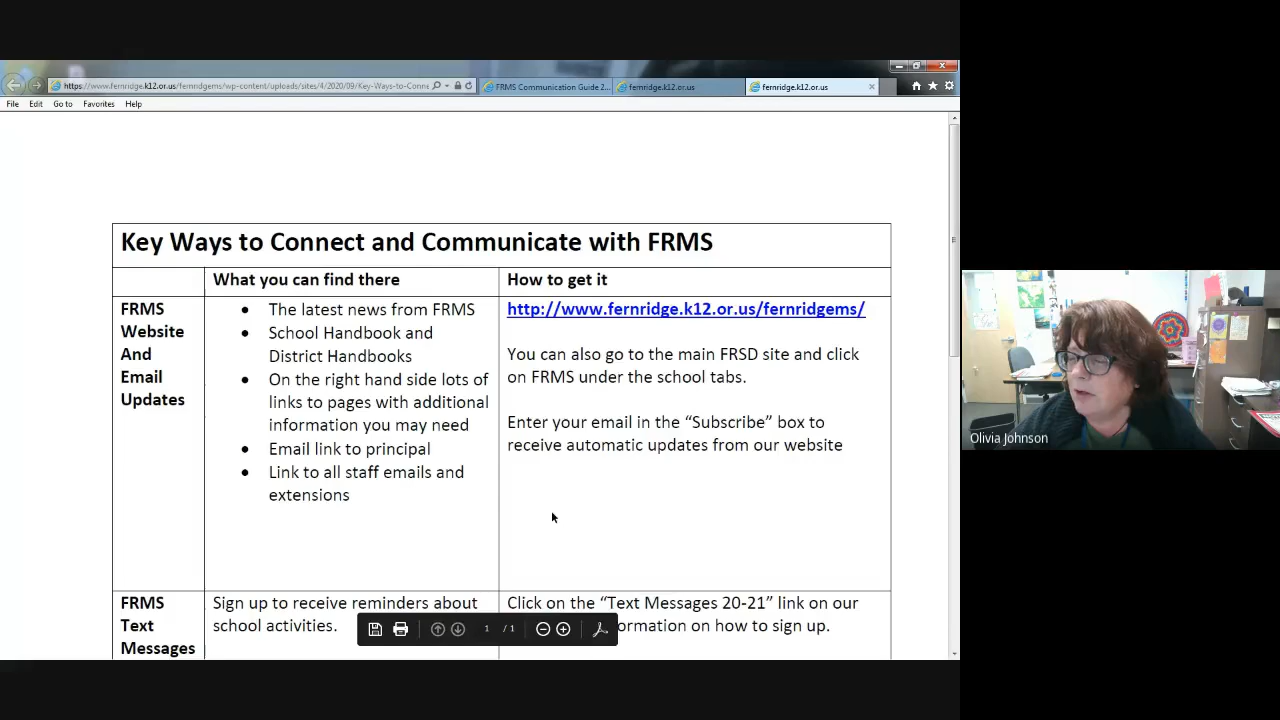 https://www.fernridge.k12.or.us/fernridgems/wp-content/uploads/sites/4/2020/09/Key-Ways-to-Conne
FRMS Communication Guide 2...
fernridge.k12.or.us
fernridge.k12.or.us
File Edit Go to Favorites Help
Key Ways to Connect and Communicate with FRMS
What you can find there
How to get it
FRMS
Website
And
Email
Updates
• The latest news from FRMS
• School Handbook and
District Handbooks
• On the right hand side lots of
links to pages with additional
information you may need
• Email link to principal
• Link to all staff emails and
extensions
http://www.fernridge.k12.or.us/fernridgems/
You can also go to the main FRSD site and click
on FRMS under the school tabs.
Enter your email in the “Subscribe” box to
receive automatic updates from our website
FRMS
Text
Messages
Sign up to receive reminders about
school activities.
Click on the “Text Messages 20-21” link on our
ormation on how to sign up.
1 / 1
Olivia Johnson